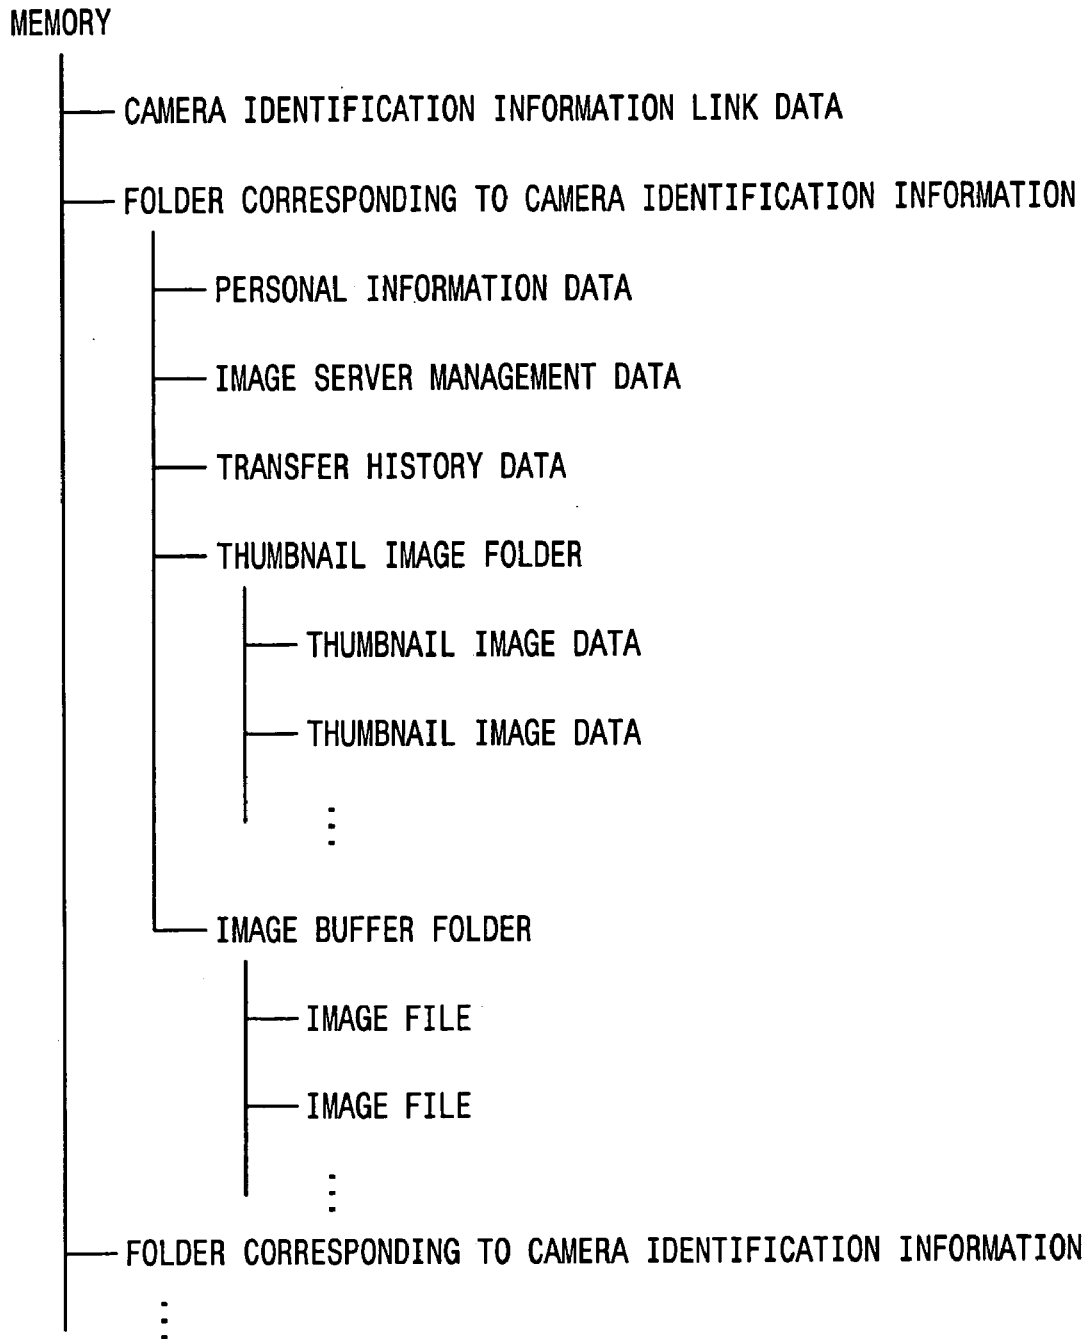 MEMORY
CAMERA IDENTIFICATION INFORMATION LINK DATA
FOLDER CORRESPONDING TO CAMERA IDENTIFICATION INFORMATION
PERSONAL INFORMATION DATA
IMAGE SERVER MANAGEMENT DATA
TRANSFER HISTORY DATA
THUMBNAIL IMAGE FOLDER
THUMBNAIL IMAGE DATA
THUMBNAIL IMAGE DATA
IMAGE BUFFER FOLDER
IMAGE FILE
IMAGE FILE
FOLDER CORRESPONDING TO CAMERA IDENTIFICATION INFORMATION